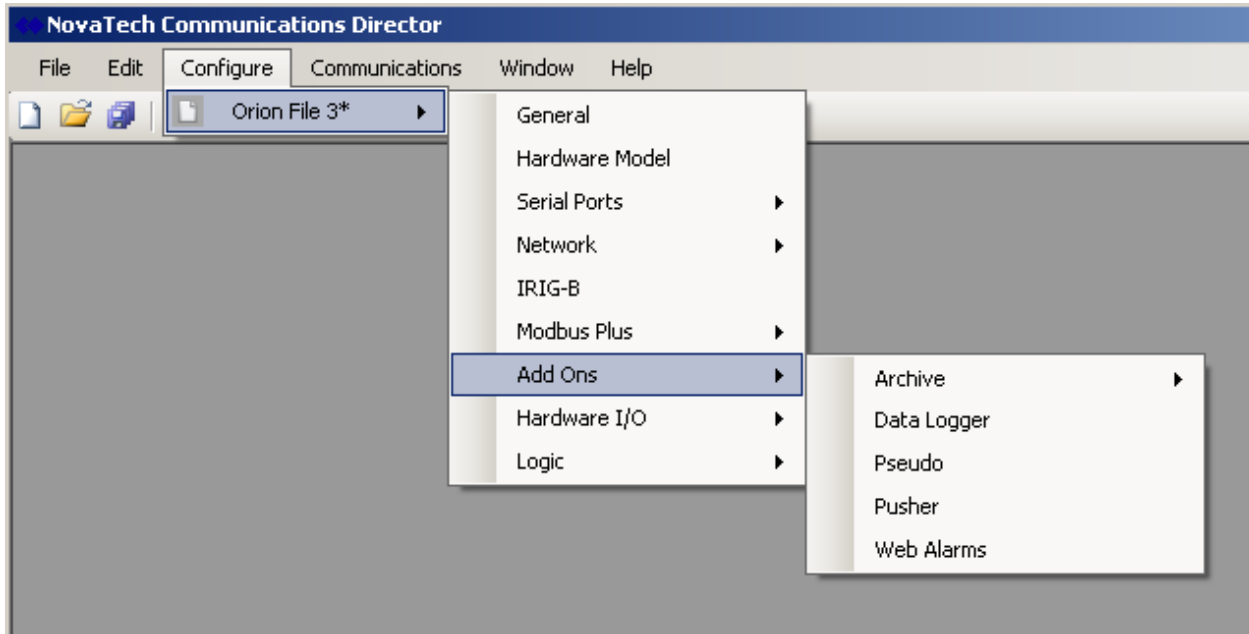 NovaTech Communications Director
File Edit Configure Communications Window Help
Orion File 3*
General
Hardware Model
Serial Ports
Network
IRIG-B
Modbus Plus
Add Ons
Hardware I/O
Logic
Archive
Data Logger
Pseudo
Pusher
Web Alarms